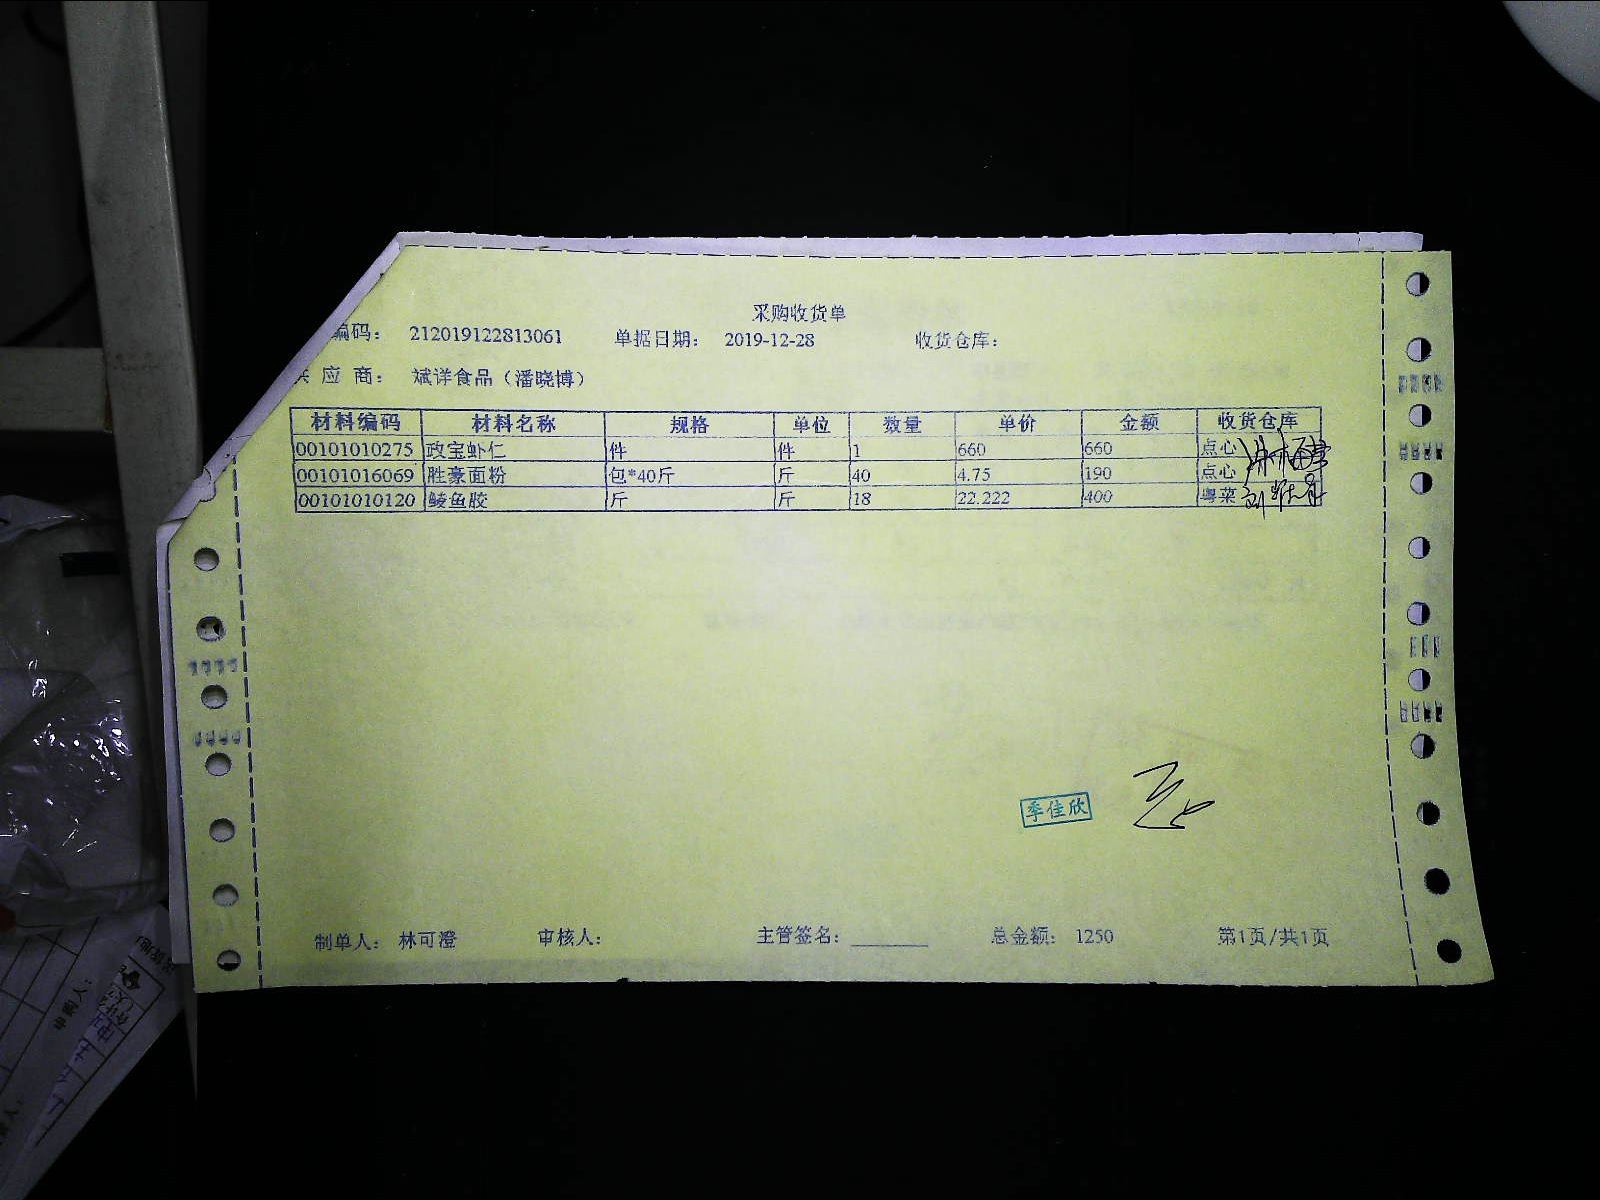 采购收货单
编码： 212019122813061 单据日期： 2019-12-28 收货仓库：
供 应 商： 斌详食品（潘晓博）
材料编码 材料名称 规格 单位 数量 单价 金额 收货仓库
00101010275 政宝虾仁 件 件 1 660 660 点心
00101016069 胜豪面粉 包*40斤 斤 40 4.75 190 点心
00101010120 鲮鱼胶 斤 斤 18 22.222 400 粤菜
季佳欣
制单人： 林可澄 审核人： 主管签名： 总金额： 1250 第1页/共1页
申购人：